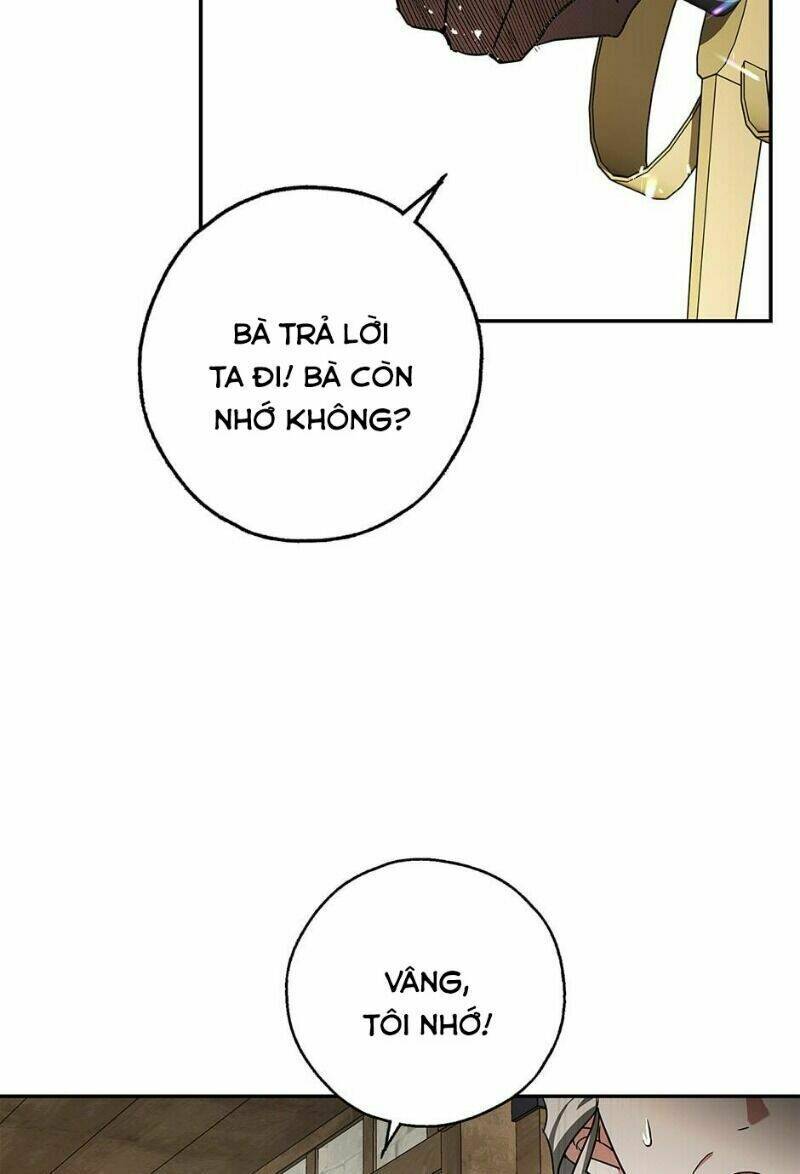 BÀ TRẢ LỜI
TA ĐI! BÀ CÒN
NHỚ KHÔNG?
VÂNG,
TÔI NHỚ!